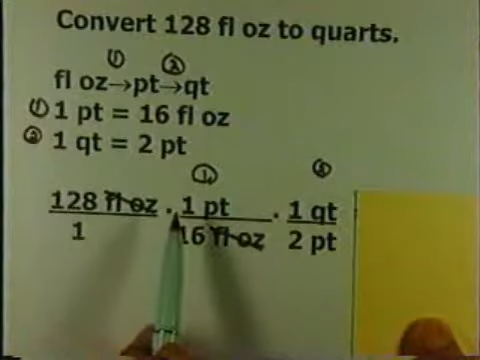 Convert 128 fl oz to quarts.
① ②
fl oz→pt→qt
① 1 pt = 16 fl oz
② 1 qt = 2 pt
① ②
128 fl oz · 1 pt · 1 qt
1 16 fl oz 2 pt